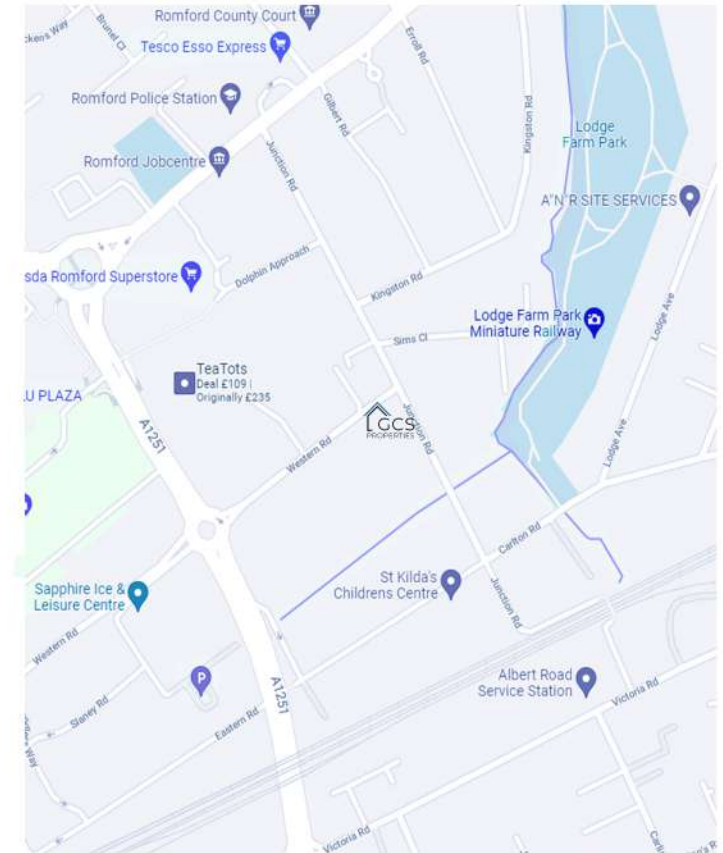 Romford County Court
ckens Way
Brunel Ct
Tesco Esso Express
Erroll Rd
Gilbert Rd
Romford Police Station
Kingston Rd
Lodge
Farm Park
Junction Rd
Romford Jobcentre
A"N"R SITE SERVICES
Dolphin Approach
sda Romford Superstore
Kingston Rd
Lodge Farm Park
Miniature Railway
Lodge Ave
Sims Cl
TeaTots
Deal £109 |
Originally £235
.U PLAZA
A1251
GCS
PROPERTIES
Junction Rd
Western Rd
Lodge Ave
Carlton Rd
St Kilda's
Childrens Centre
Sapphire Ice &
Leisure Centre
Junction Rd
Western Rd
Albert Road
Service Station
Victoria Rd
P
A1251
Slaney Rd
Eastern Rd
Way
Victoria Rd